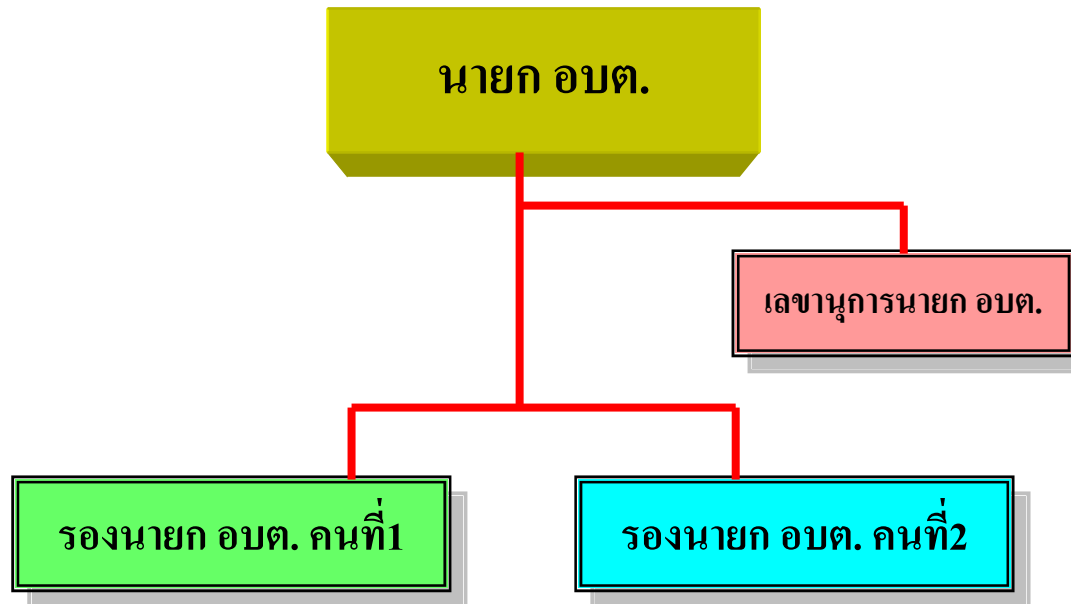 นายก อบต.
เลขานุการนายก อบต.
รองนายก อบต. คนที่1
รองนายก อบต. คนที่2